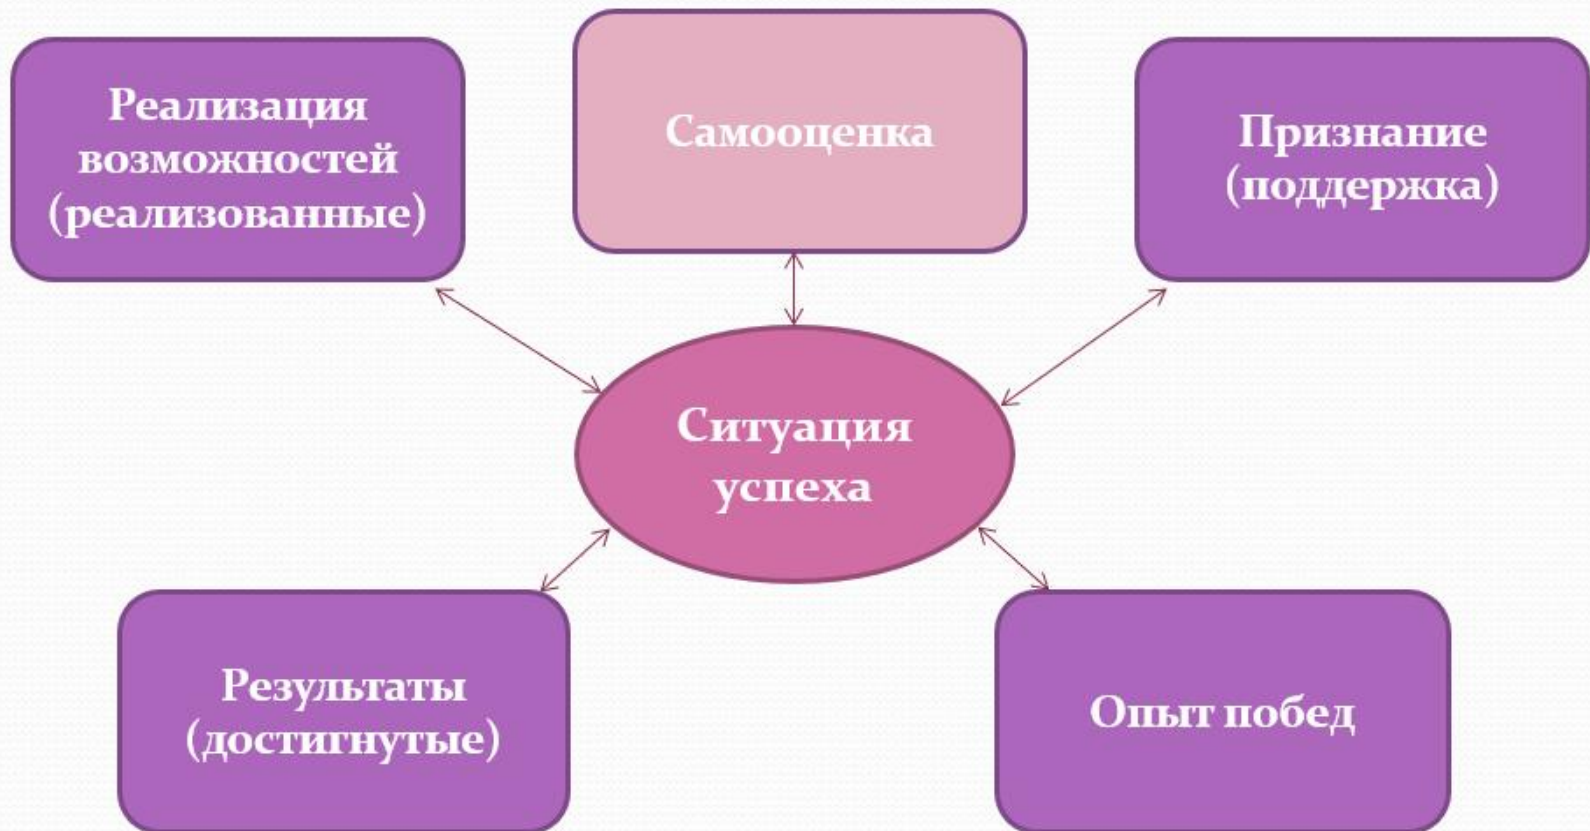 Реализация
возможностей
(реализованные)
Самооценка
Признание
(поддержка)
Ситуация
успеха
Результаты
(достигнутые)
Опыт побед